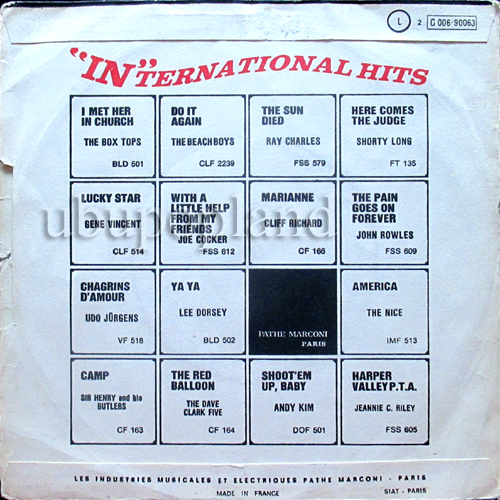 L 2 C 006-90063
"IN"TERNATIONAL HITS
I MET HER
IN CHURCH
THE BOX TOPS
BLD 501
DO IT
AGAIN
THE BEACH BOYS
CLF 2239
THE SUN
DIED
RAY CHARLES
FSS 579
HERE COMES
THE JUDGE
SHORTY LONG
FT 135
LUCKY STAR
GENE VINCENT
CLF 514
WITH A
LITTLE HELP
FROM MY
FRIENDS
JOE COCKER
FSS 612
MARIANNE
CLIFF RICHARD
CF 166
THE PAIN
GOES ON
FOREVER
JOHN ROWLES
FSS 609
ubupopland
CHAGRINS
D'AMOUR
UDO JÜRGENS
VF 518
YA YA
LEE DORSEY
BLD 502
PATHE MARCONI
PARIS
AMERICA
THE NICE
IMF 513
CAMP
SIR HENRY and his
BUTLERS
CF 163
THE RED
BALLOON
THE DAVE
CLARK FIVE
CF 164
SHOOT'EM
UP, BABY
ANDY KIM
DOF 501
HARPER
VALLEY P.T.A.
JEANNIE C. RILEY
FSS 605
LES INDUSTRIES MUSICALES ET ELECTRIQUES PATHE MARCONI - PARIS
MADE IN FRANCE SIAT - PARIS